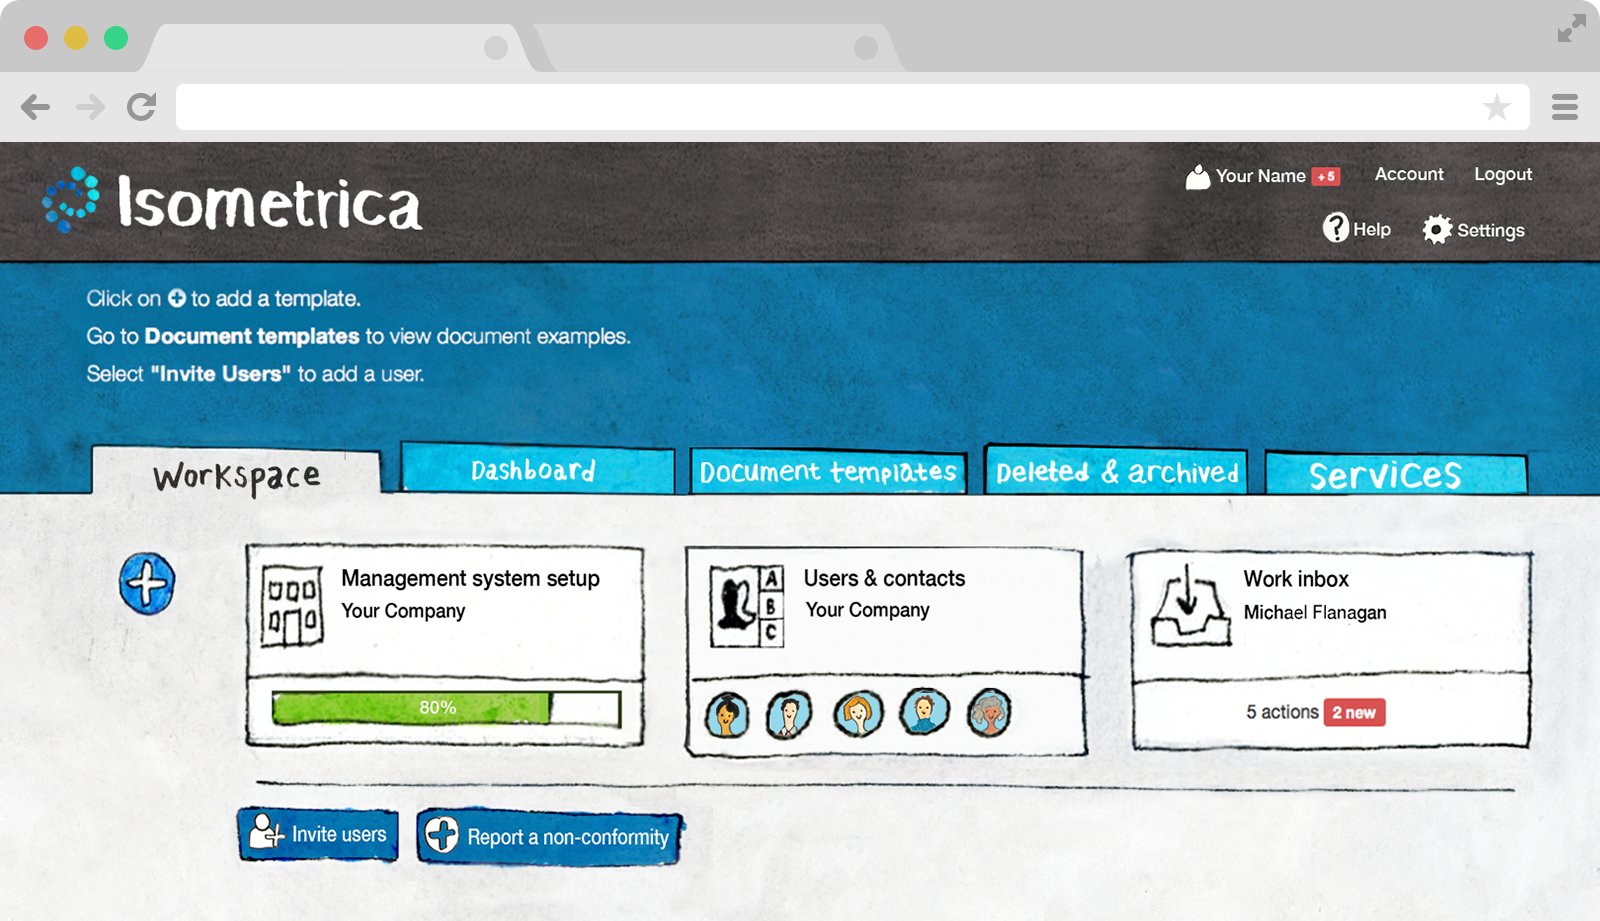 Isometrica
Your Name +5 Account Logout
? Help Settings
Click on + to add a template.
Go to Document templates to view document examples.
Select "Invite Users" to add a user.
Workspace Dashboard Document templates Deleted & archived Services
Management system setup
Your Company
80%
A
B
C
Users & contacts
Your Company
Work inbox
Michael Flanagan
5 actions 2 new
Invite users Report a non-conformity